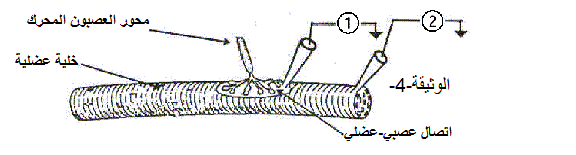 محور العصبون المحرك
① ②
خلية عضلية
الوثيقة-4-
اتصال عصبي-عضلي